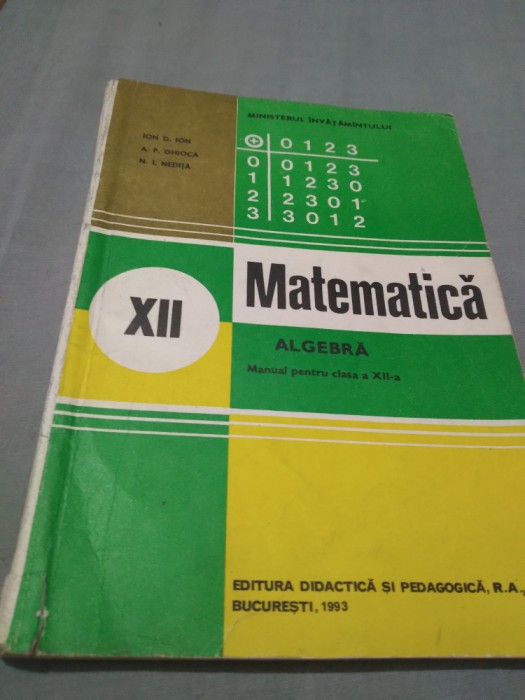 MINISTERUL ÎNVĂȚĂMÎNTULUI
ION D. ION
A. P. GHIOCA
N. I. NEDIȚA
⊕ 0 1 2 3
0 0 1 2 3
1 1 2 3 0
2 2 3 0 1
3 3 0 1 2
XII
Matematică
ALGEBRĂ
Manual pentru clasa a XII-a
EDITURA DIDACTICĂ ȘI PEDAGOGICĂ, R.A.,
BUCUREȘTI, 1993